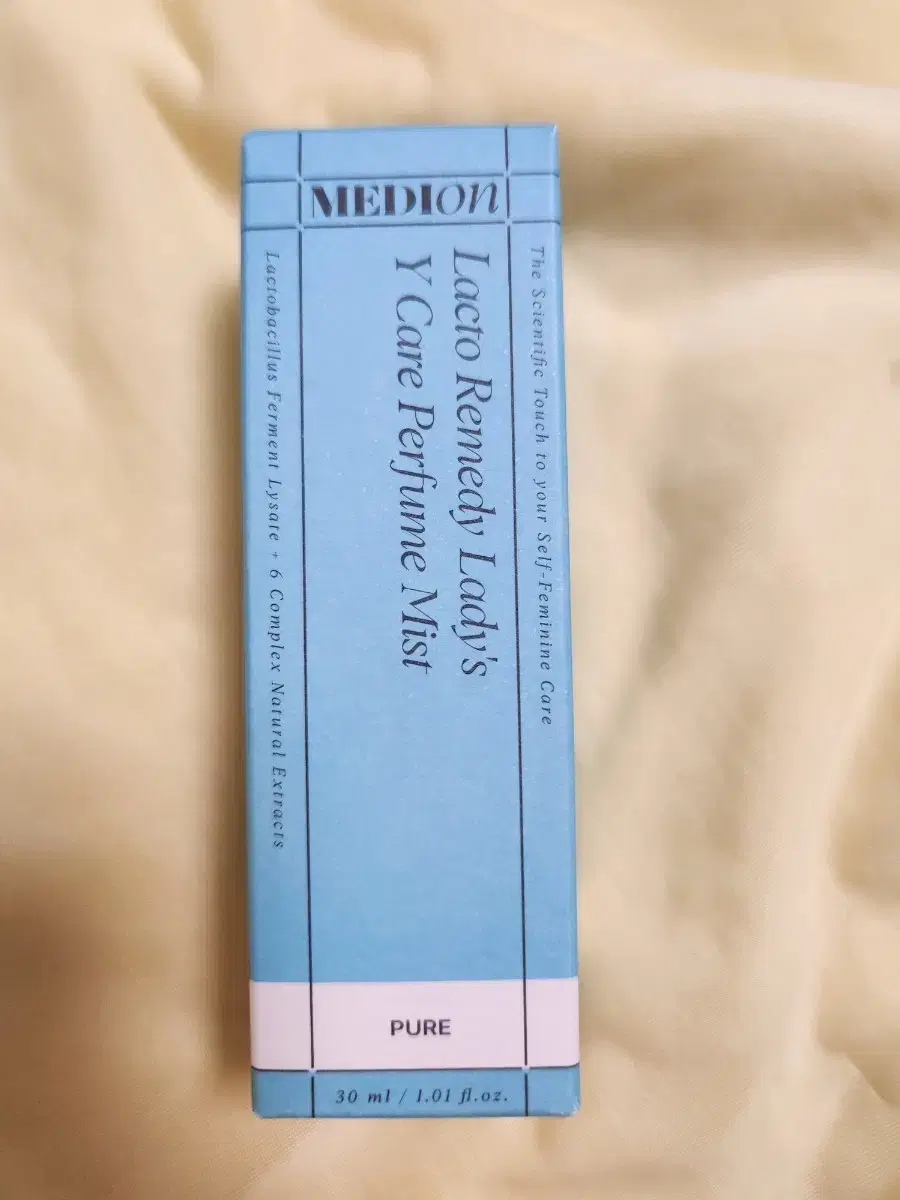 MEDION
The Scientific Touch to your Self-Feminine Care
Lacto Remedy Lady's
Y Care Perfume Mist
Lactobacillus Ferment Lysate + 6 Complex Natural Extracts
PURE
30 ml / 1.01 fl.oz.